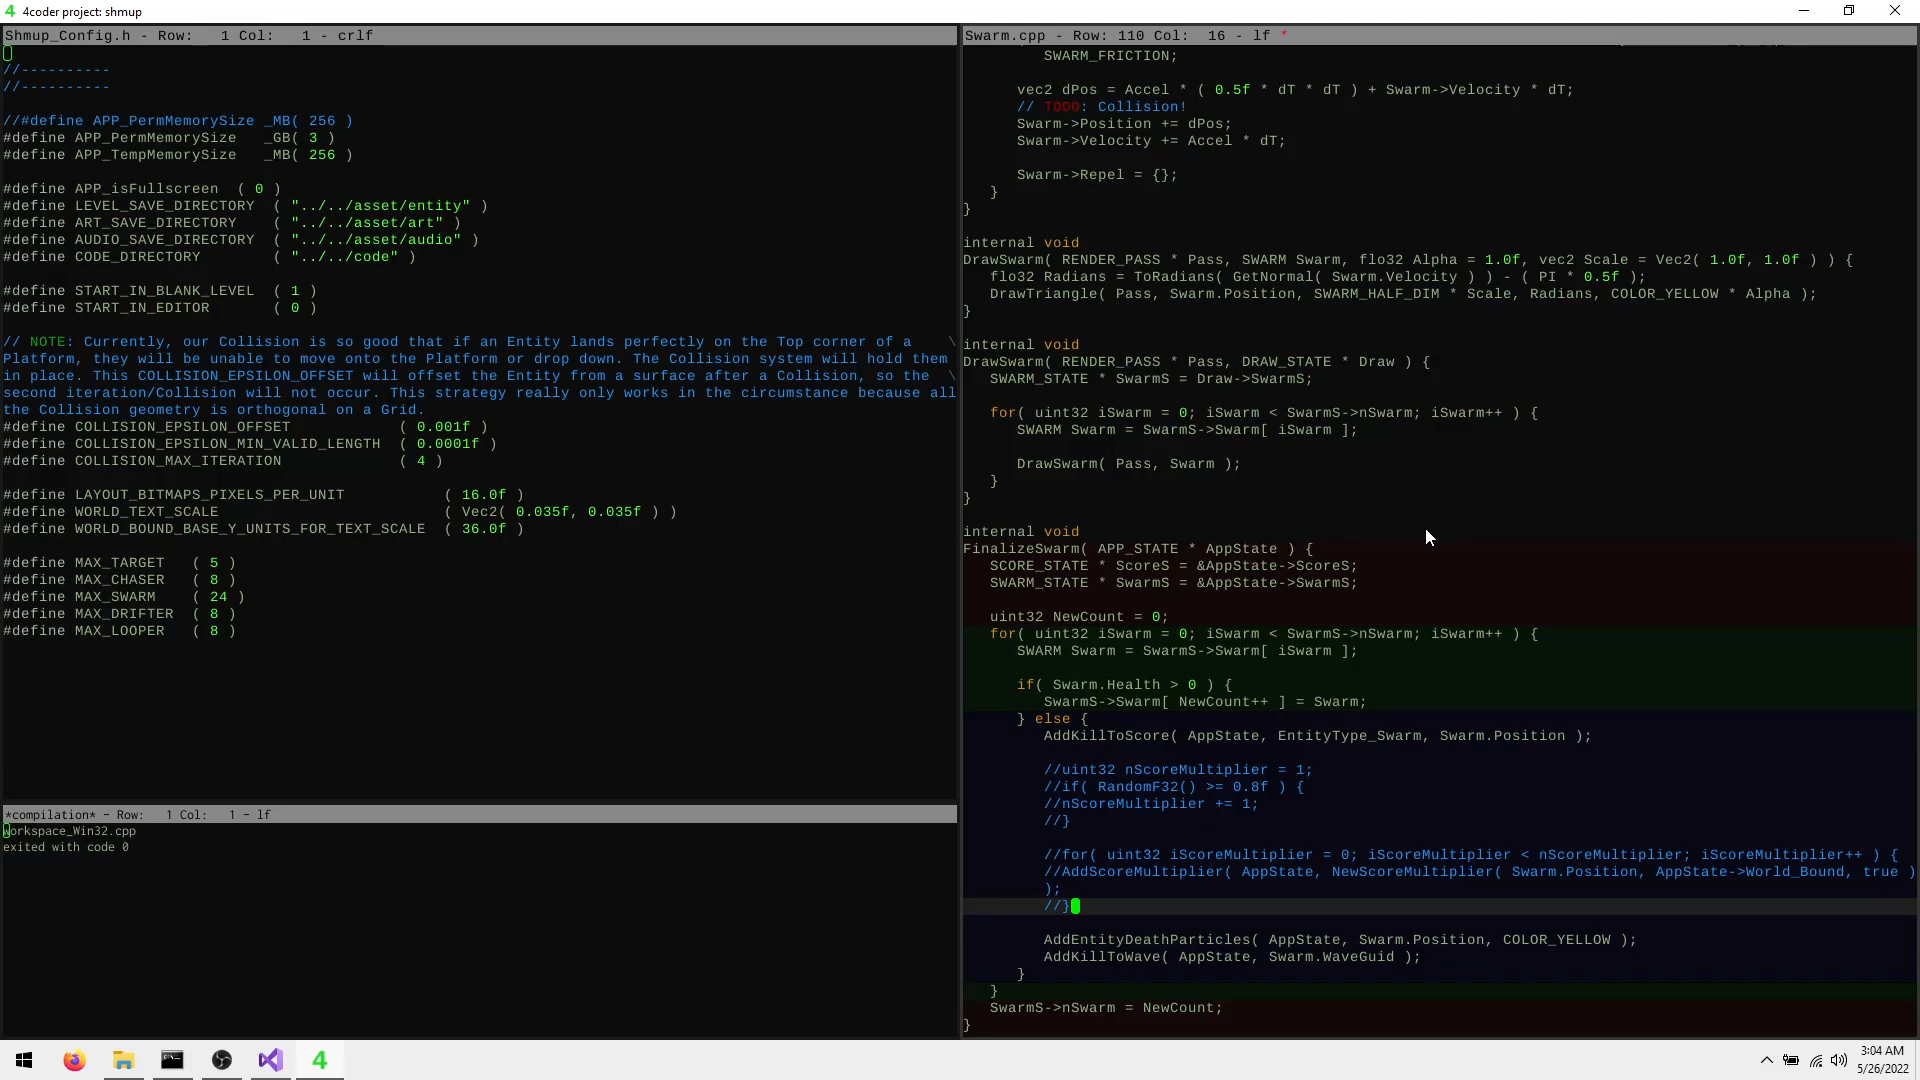 4 4coder project: shmup
Shmup_Config.h - Row:   1 Col:   1 - crlf
//----------
//----------
//#define APP_PermMemorySize _MB( 256 )
#define APP_PermMemorySize   _GB( 3 )
#define APP_TempMemorySize   _MB( 256 )
#define APP_isFullscreen  ( 0 )
#define LEVEL_SAVE_DIRECTORY  ( "../../asset/entity" )
#define ART_SAVE_DIRECTORY    ( "../../asset/art" )
#define AUDIO_SAVE_DIRECTORY  ( "../../asset/audio" )
#define CODE_DIRECTORY        ( "../../code" )
#define START_IN_BLANK_LEVEL  ( 1 )
#define START_IN_EDITOR       ( 0 )
// NOTE: Currently, our Collision is so good that if an Entity lands perfectly on the Top corner of a    \
Platform, they will be unable to move onto the Platform or drop down. The Collision system will hold them
in place. This COLLISION_EPSILON_OFFSET will offset the Entity from a surface after a Collision, so the  \
second iteration/Collision will not occur. This strategy really only works in the circumstance because all
the Collision geometry is orthogonal on a Grid.
#define COLLISION_EPSILON_OFFSET            ( 0.001f )
#define COLLISION_EPSILON_MIN_VALID_LENGTH  ( 0.0001f )
#define COLLISION_MAX_ITERATION             ( 4 )
#define LAYOUT_BITMAPS_PIXELS_PER_UNIT           ( 16.0f )
#define WORLD_TEXT_SCALE                         ( Vec2( 0.035f, 0.035f ) )
#define WORLD_BOUND_BASE_Y_UNITS_FOR_TEXT_SCALE  ( 36.0f )
#define MAX_TARGET   ( 5 )
#define MAX_CHASER   ( 8 )
#define MAX_SWARM    ( 24 )
#define MAX_DRIFTER  ( 8 )
#define MAX_LOOPER   ( 8 )
*compilation* - Row:   1 Col:   1 - lf
workspace_Win32.cpp
exited with code 0
Swarm.cpp - Row: 110 Col:  16 - lf *
SWARM_FRICTION;
vec2 dPos = Accel * ( 0.5f * dT * dT ) + Swarm->Velocity * dT;
// TODO: Collision!
Swarm->Position += dPos;
Swarm->Velocity += Accel * dT;
Swarm->Repel = {};
}
}
internal void
DrawSwarm( RENDER_PASS * Pass, SWARM Swarm, flo32 Alpha = 1.0f, vec2 Scale = Vec2( 1.0f, 1.0f ) ) {
flo32 Radians = ToRadians( GetNormal( Swarm.Velocity ) ) - ( PI * 0.5f );
DrawTriangle( Pass, Swarm.Position, SWARM_HALF_DIM * Scale, Radians, COLOR_YELLOW * Alpha );
}
internal void
DrawSwarm( RENDER_PASS * Pass, DRAW_STATE * Draw ) {
SWARM_STATE * SwarmS = Draw->SwarmS;
for( uint32 iSwarm = 0; iSwarm < SwarmS->nSwarm; iSwarm++ ) {
SWARM Swarm = SwarmS->Swarm[ iSwarm ];
DrawSwarm( Pass, Swarm );
}
}
internal void
FinalizeSwarm( APP_STATE * AppState ) {
SCORE_STATE * ScoreS = &AppState->ScoreS;
SWARM_STATE * SwarmS = &AppState->SwarmS;
uint32 NewCount = 0;
for( uint32 iSwarm = 0; iSwarm < SwarmS->nSwarm; iSwarm++ ) {
SWARM Swarm = SwarmS->Swarm[ iSwarm ];
if( Swarm.Health > 0 ) {
SwarmS->Swarm[ NewCount++ ] = Swarm;
} else {
AddKillToScore( AppState, EntityType_Swarm, Swarm.Position );
//uint32 nScoreMultiplier = 1;
//if( RandomF32() >= 0.8f ) {
//nScoreMultiplier += 1;
//}
//for( uint32 iScoreMultiplier = 0; iScoreMultiplier < nScoreMultiplier; iScoreMultiplier++ ) {
//AddScoreMultiplier( AppState, NewScoreMultiplier( Swarm.Position, AppState->World_Bound, true )
);
//}
AddEntityDeathParticles( AppState, Swarm.Position, COLOR_YELLOW );
AddKillToWave( AppState, Swarm.WaveGuid );
}
}
SwarmS->nSwarm = NewCount;
}
4
3:04 AM
5/26/2022